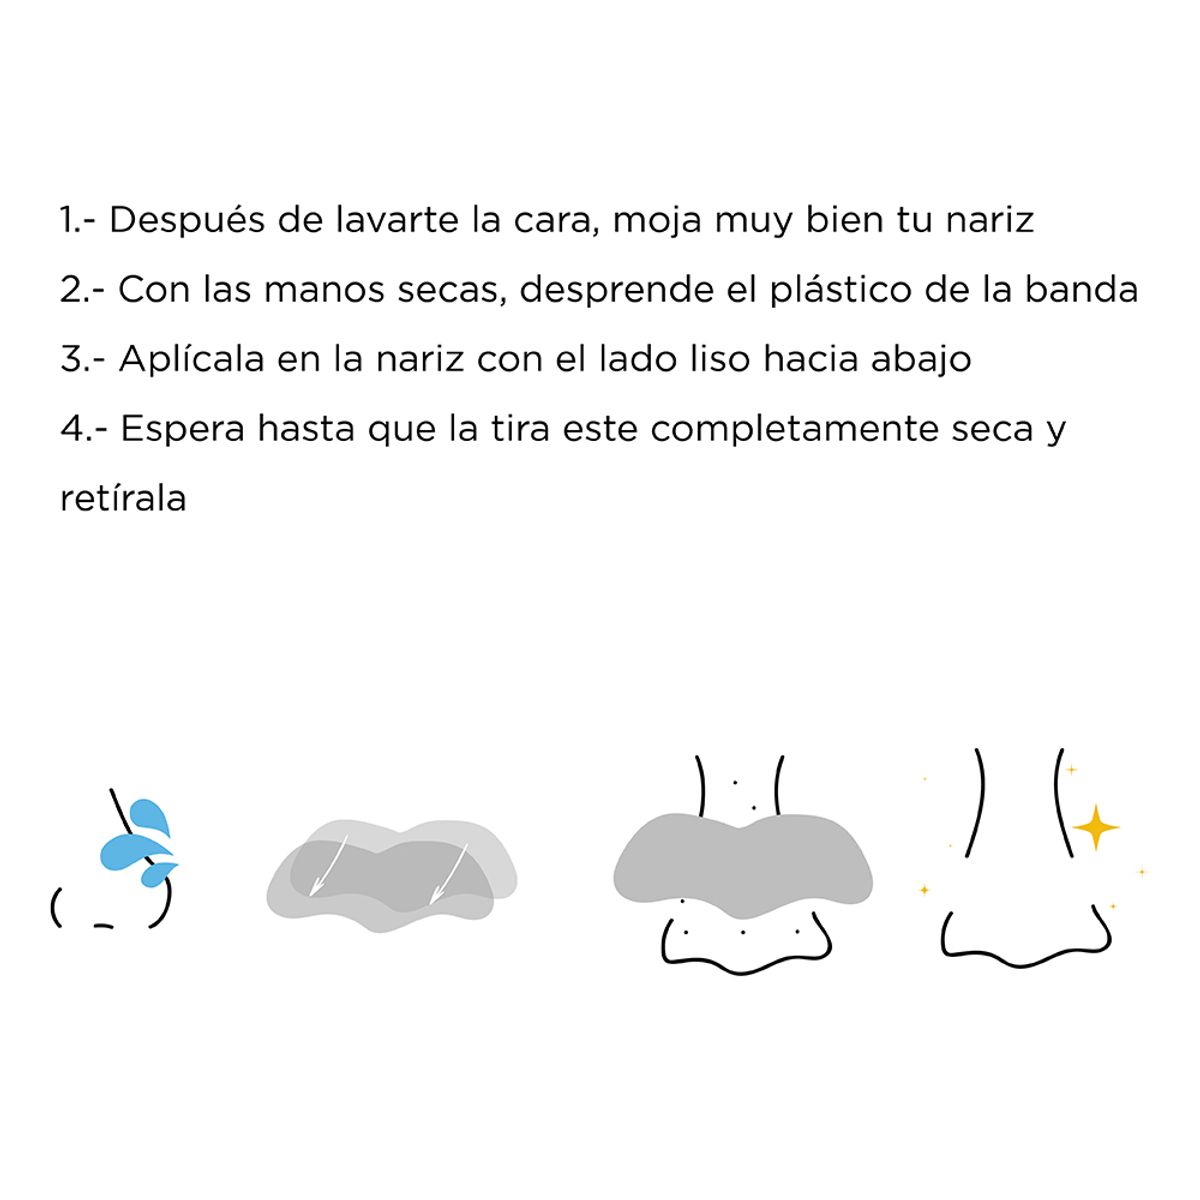 1.- Después de lavarte la cara, moja muy bien tu nariz
2.- Con las manos secas, desprende el plástico de la banda
3.- Aplícala en la nariz con el lado liso hacia abajo
4.- Espera hasta que la tira este completamente seca y
retírala